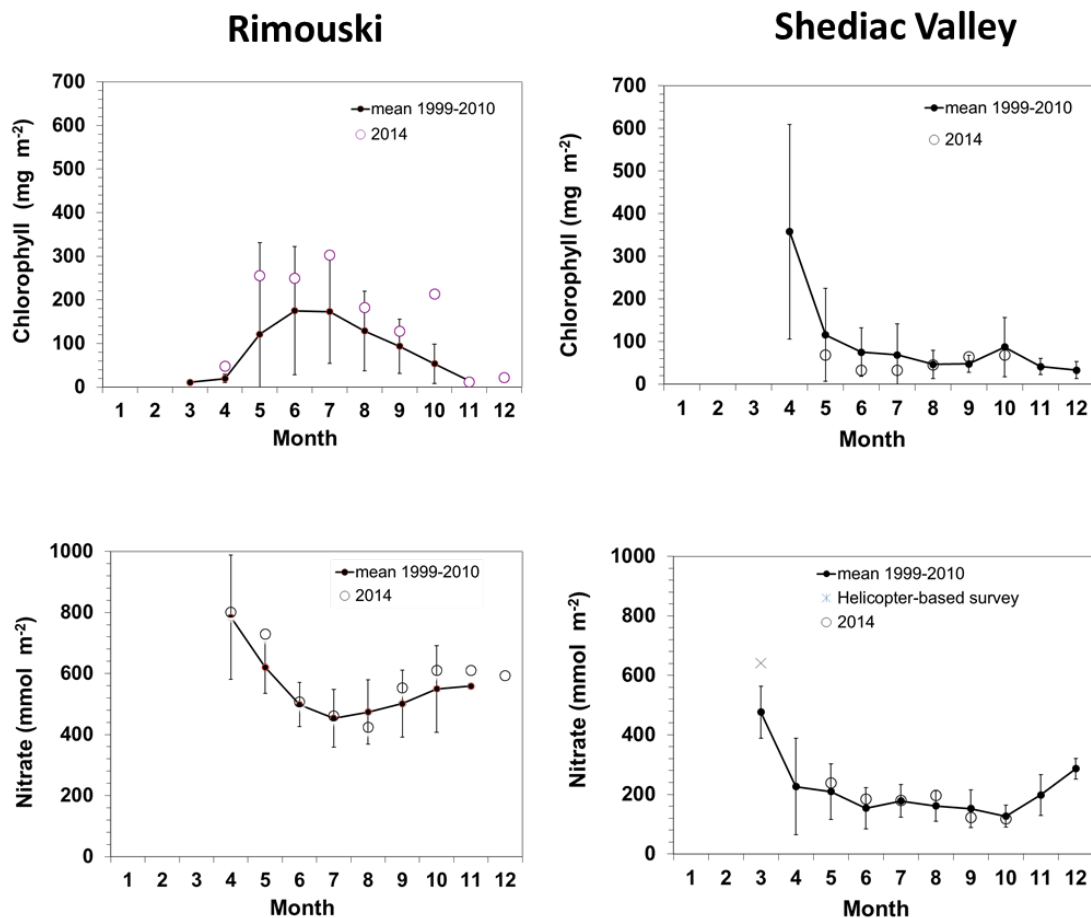 Rimouski
Shediac Valley
700
600
500
400
300
200
100
0
Chlorophyll (mg m-2)
mean 1999-2010
2014
1 2 3 4 5 6 7 8 9 10 11 12
Month
700
600
500
400
300
200
100
0
Chlorophyll (mg m-2)
mean 1999-2010
2014
1 2 3 4 5 6 7 8 9 10 11 12
Month
1000
800
600
400
200
0
Nitrate (mmol m-2)
mean 1999-2010
2014
1 2 3 4 5 6 7 8 9 10 11 12
Month
1000
800
600
400
200
0
Nitrate (mmol m-2)
mean 1999-2010
Helicopter-based survey
2014
1 2 3 4 5 6 7 8 9 10 11 12
Month